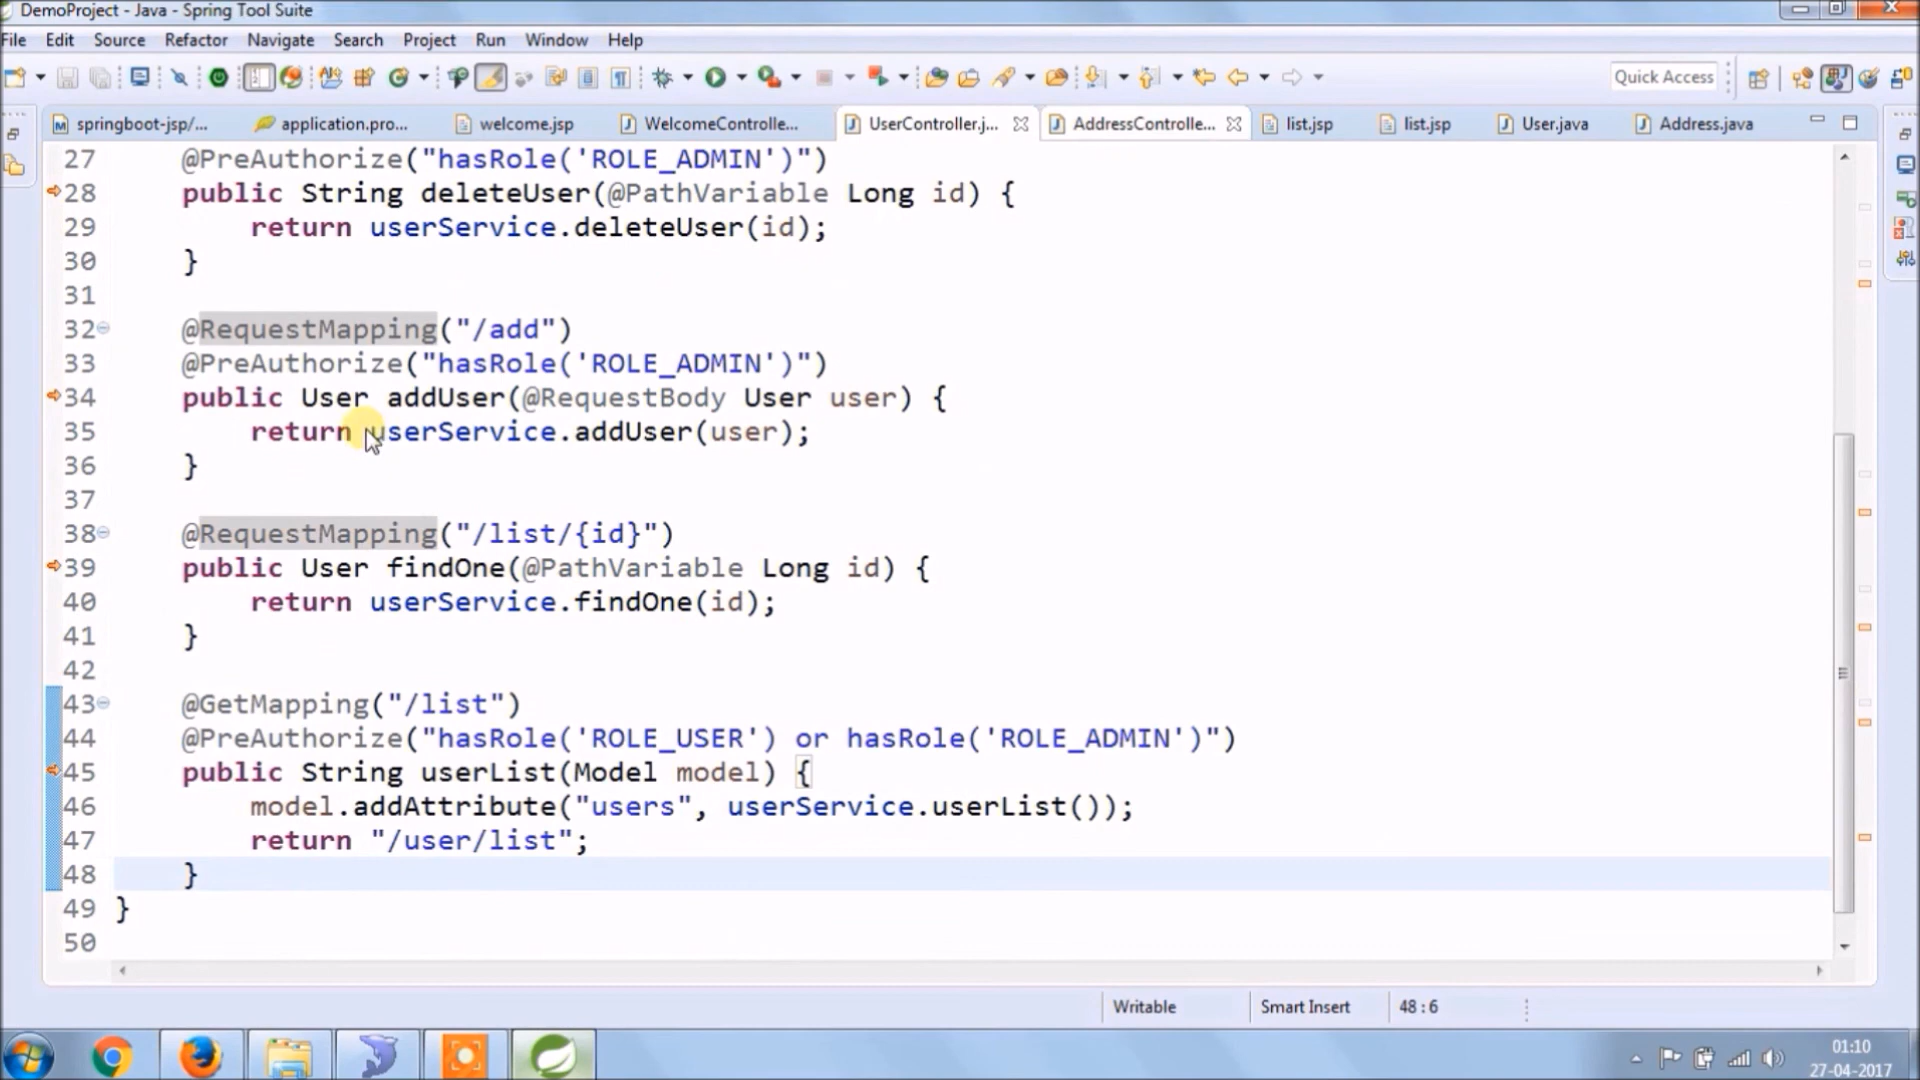 DemoProject - Java - Spring Tool Suite
File Edit Source Refactor Navigate Search Project Run Window Help
Quick Access
springboot-jsp/... application.pro... welcome.jsp WelcomeControlle... UserController.j... AddressControlle... list.jsp list.jsp User.java Address.java
27 @PreAuthorize("hasRole('ROLE_ADMIN')")
28 public String deleteUser(@PathVariable Long id) {
29 return userService.deleteUser(id);
30 }
31
32 @RequestMapping("/add")
33 @PreAuthorize("hasRole('ROLE_ADMIN')")
34 public User addUser(@RequestBody User user) {
35 return userService.addUser(user);
36 }
37
38 @RequestMapping("/list/{id}")
39 public User findOne(@PathVariable Long id) {
40 return userService.findOne(id);
41 }
42
43 @GetMapping("/list")
44 @PreAuthorize("hasRole('ROLE_USER') or hasRole('ROLE_ADMIN')")
45 public String userList(Model model) {
46 model.addAttribute("users", userService.userList());
47 return "/user/list";
48 }
49 }
50
Writable Smart Insert 48 : 6
01:10
27-04-2017